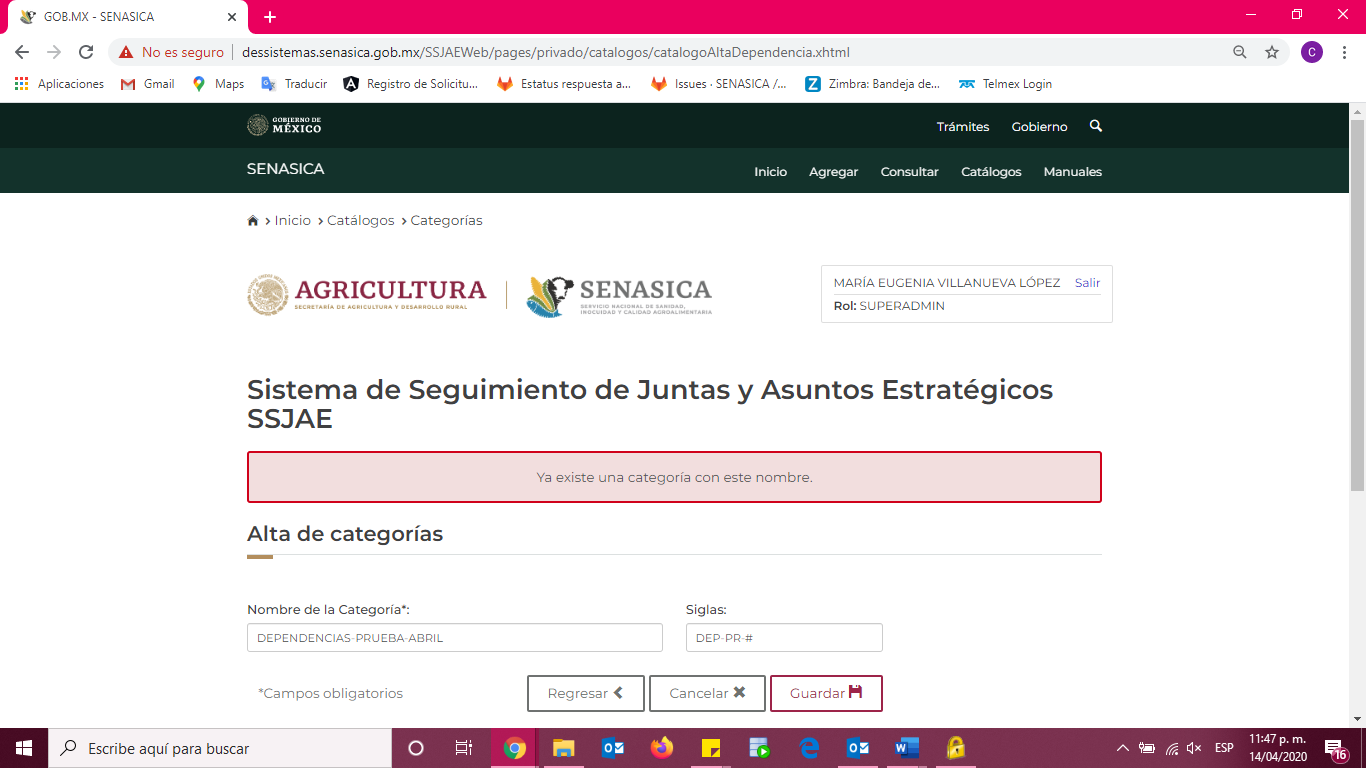 GOB.MX - SENASICA
No es seguro | dessistemas.senasica.gob.mx/SSJAEWeb/pages/privado/catalogos/catalogoAltaDependencia.xhtml
C
Aplicaciones Gmail Maps Traducir Registro de Solicitu... Estatus respuesta a... Issues · SENASICA /... Zimbra: Bandeja de... Telmex Login
GOBIERNO DE
MÉXICO
Trámites Gobierno
SENASICA
Inicio Agregar Consultar Catálogos Manuales
Inicio Catálogos Categorías
AGRICULTURA
SECRETARÍA DE AGRICULTURA Y DESARROLLO RURAL
SENASICA
SERVICIO NACIONAL DE SANIDAD,
INOCUIDAD Y CALIDAD AGROALIMENTARIA
MARÍA EUGENIA VILLANUEVA LÓPEZ Salir
Rol: SUPERADMIN
Sistema de Seguimiento de Juntas y Asuntos Estratégicos
SSJAE
Ya existe una categoría con este nombre.
Alta de categorías
Nombre de la Categoría*: Siglas:
DEPENDENCIAS-PRUEBA-ABRIL DEP-PR-#
*Campos obligatorios Regresar Cancelar Guardar
Escribe aquí para buscar
ESP
11:47 p. m.
14/04/2020
16